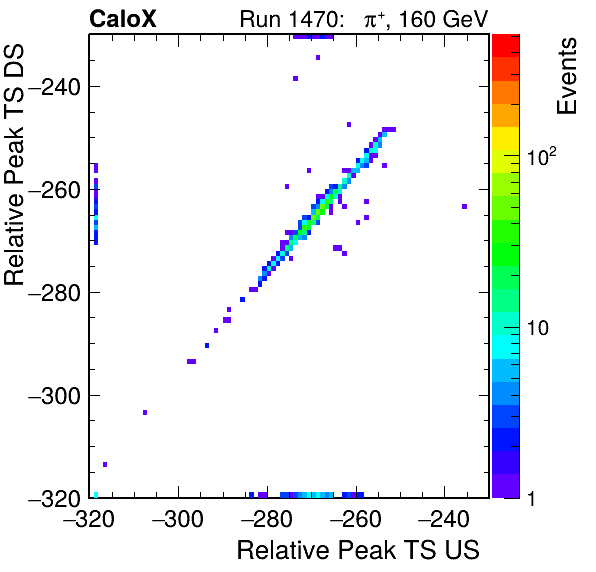 CaloX Run 1470: π+, 160 GeV
Relative Peak TS DS
Events
−240
−260
−280
−300
−320
10²
10
1
−320 −300 −280 −260 −240
Relative Peak TS US